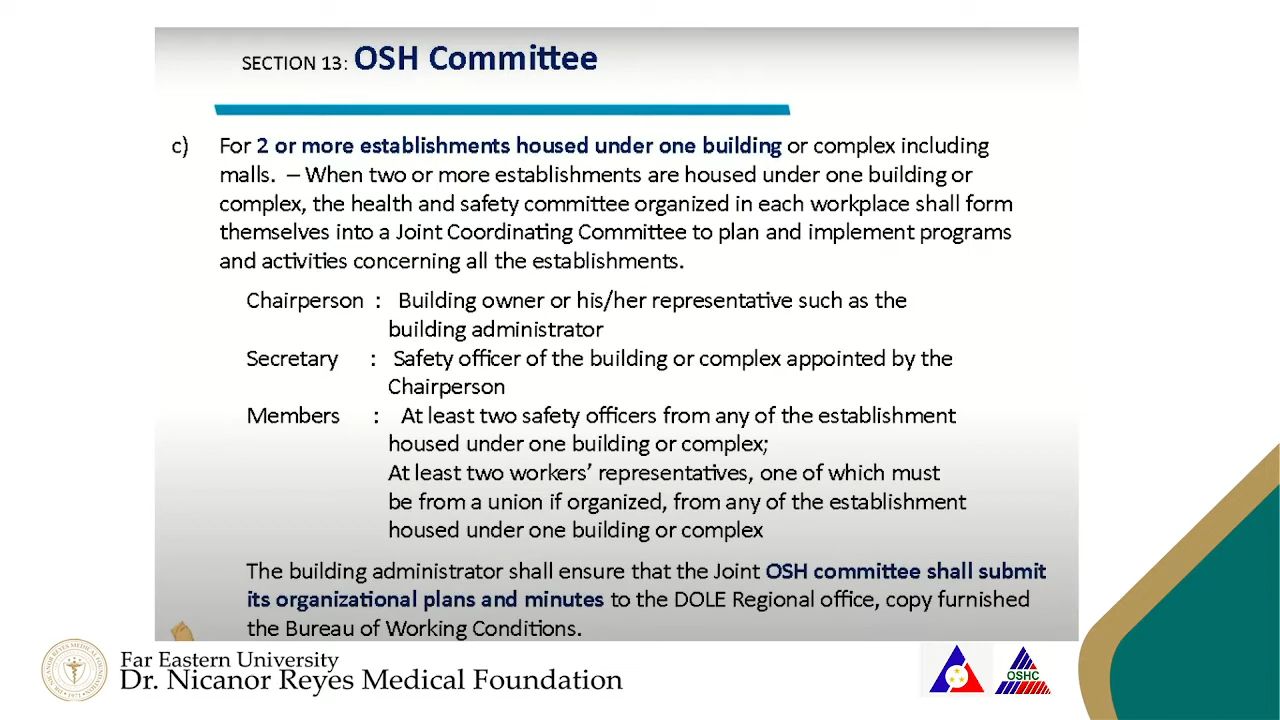 SECTION 13: OSH Committee
c) For 2 or more establishments housed under one building or complex including
malls. – When two or more establishments are housed under one building or
complex, the health and safety committee organized in each workplace shall form
themselves into a Joint Coordinating Committee to plan and implement programs
and activities concerning all the establishments.
Chairperson : Building owner or his/her representative such as the
building administrator
Secretary : Safety officer of the building or complex appointed by the
Chairperson
Members : At least two safety officers from any of the establishment
housed under one building or complex;
At least two workers’ representatives, one of which must
be from a union if organized, from any of the establishment
housed under one building or complex
The building administrator shall ensure that the Joint OSH committee shall submit
its organizational plans and minutes to the DOLE Regional office, copy furnished
the Bureau of Working Conditions.
Far Eastern University
Dr. Nicanor Reyes Medical Foundation
OSHC